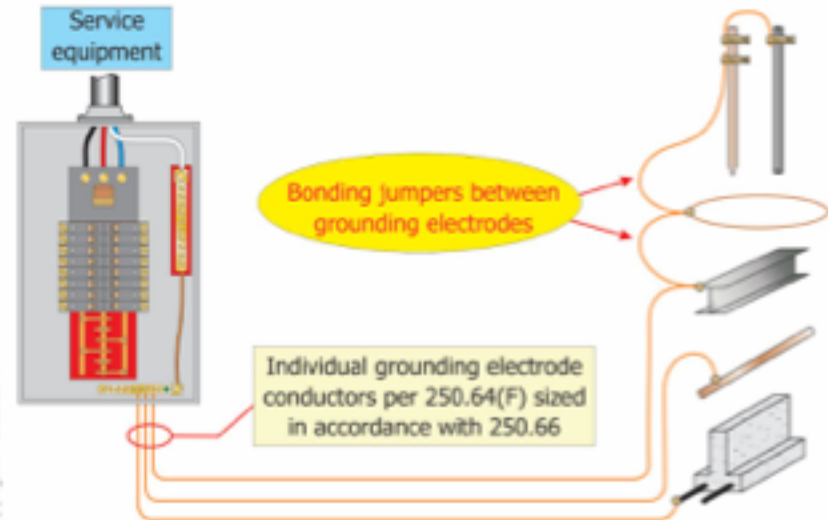 Service
equipment
Bonding jumpers between
grounding electrodes
Individual grounding electrode
conductors per 250.64(F) sized
in accordance with 250.66